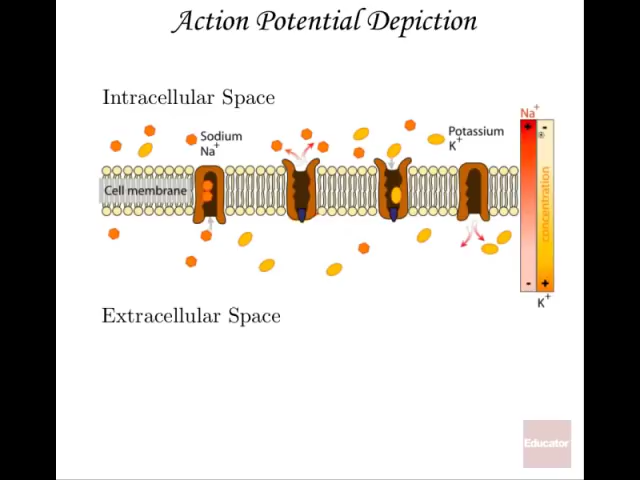 Action Potential Depiction
Intracellular Space
Sodium
Na+
Potassium
K+
Na+
+ -
Cell membrane
concentration
- +
K+
Extracellular Space
Educator